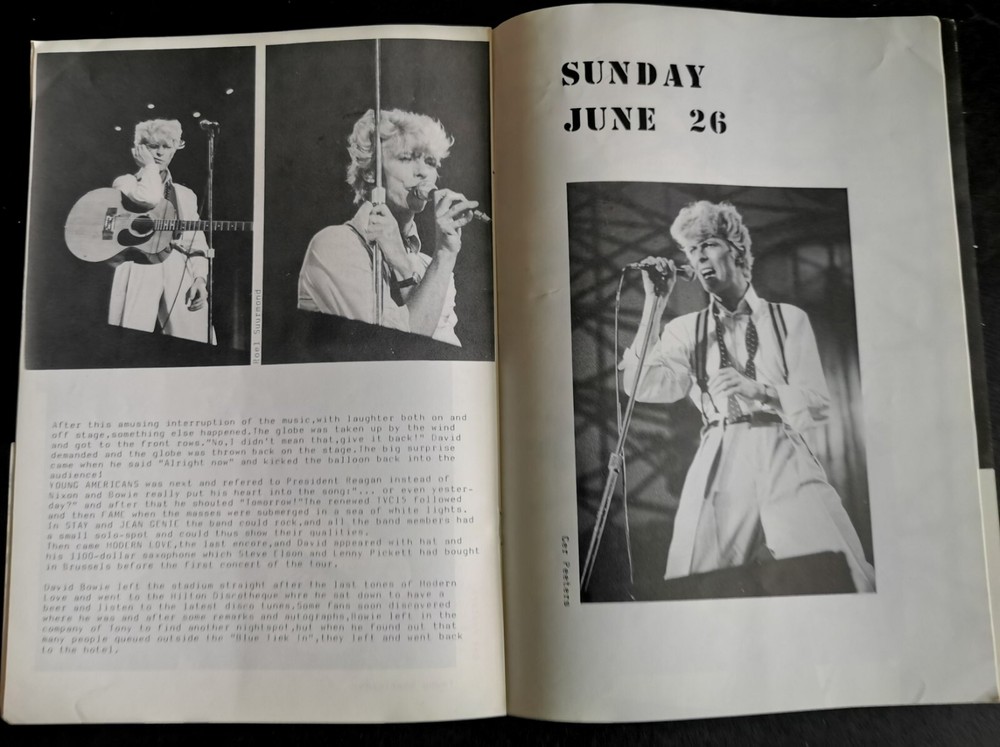 Roel Suurmond
After this amusing interruption of the music,with laughter both on and
off stage,something else happened.The globe was taken up by the wind
and got to the front rows."No,I didn't mean that,give it back!" David
demanded and the globe was thrown back on the stage.The big surprise
came when he said "Alright now" and kicked the balloon back into the
audience!
YOUNG AMERICANS was next and refered to President Reagan instead of
Nixon and Bowie really put his heart into the song:"... or even yester-
day?" and after that he shouted "Tomorrow!"The renewed TVC15 followed
and then FAME when the masses were submerged in a sea of white lights.
In STAY and JEAN GENIE the band could rock,and all the band members had
a small solo-spot and could thus show their qualities.
Then came MODERN LOVE,the last encore,and David appeared with hat and
his 1100-dollar saxophone which Steve Elson and Lenny Pickett had bought
in Brussels before the first concert of the tour.
David Bowie left the stadium straight after the last tones of Modern
Love and went to the Hilton Discotheque whre he sat down to have a
beer and listen to the latest disco tunes.Some fans soon discovered
where he was and after some remarks and autographs,Bowie left in the
company of Tony to find another nightspot,but when he found out that
many people queued outside the "Blue Tiek In",they left and went back
to the hotel.
SUNDAY
JUNE 26
Ger Peeters